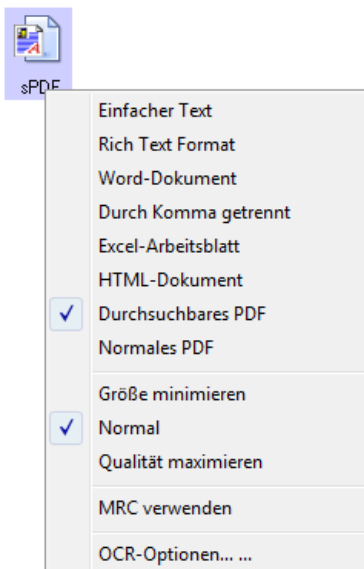 sPDF
Einfacher Text
Rich Text Format
Word-Dokument
Durch Komma getrennt
Excel-Arbeitsblatt
HTML-Dokument
Durchsuchbares PDF
Normales PDF
Größe minimieren
Normal
Qualität maximieren
MRC verwenden
OCR-Optionen... ...